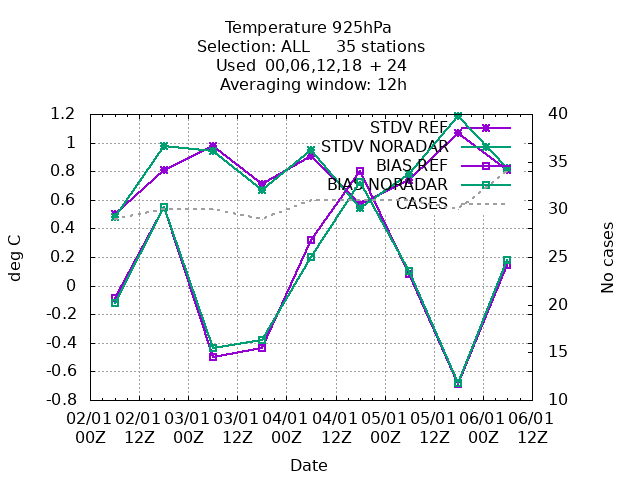 Temperature 925hPa
Selection: ALL 35 stations
Used 00,06,12,18 + 24
Averaging window: 12h
1.2
1
0.8
0.6
0.4
0.2
0
-0.2
-0.4
-0.6
-0.8
deg C
STDV REF
STDV NORADAR
BIAS REF
BIAS NORADAR
CASES
40
35
30
25
20
15
10
No cases
02/01 02/01 03/01 03/01 04/01 04/01 05/01 05/01 06/01 06/01
00Z 12Z 00Z 12Z 00Z 12Z 00Z 12Z 00Z 12Z
Date